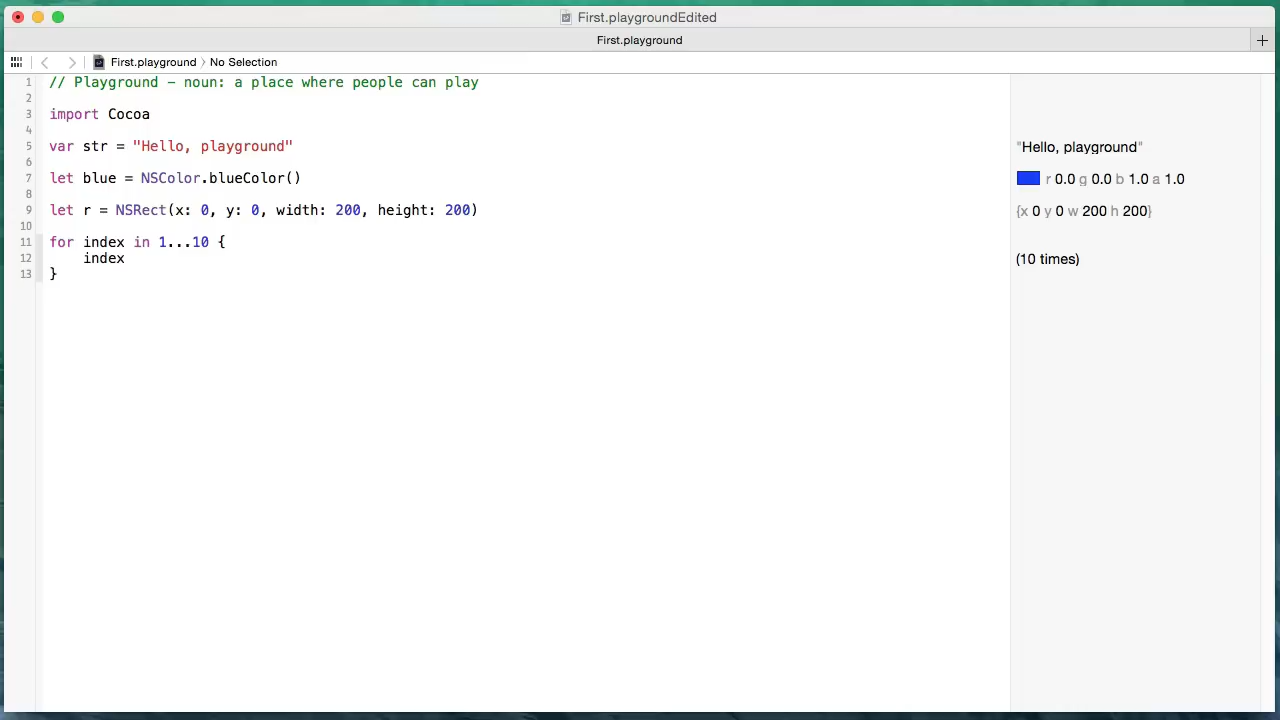 First.playgroundEdited
First.playground
First.playground 〉 No Selection
1 // Playground - noun: a place where people can play
2
3 import Cocoa
4
5 var str = "Hello, playground"
"Hello, playground"
6
7 let blue = NSColor.blueColor()
r 0.0 g 0.0 b 1.0 a 1.0
8
9 let r = NSRect(x: 0, y: 0, width: 200, height: 200)
{x 0 y 0 w 200 h 200}
10
11 for index in 1...10 {
12     index
(10 times)
13 }